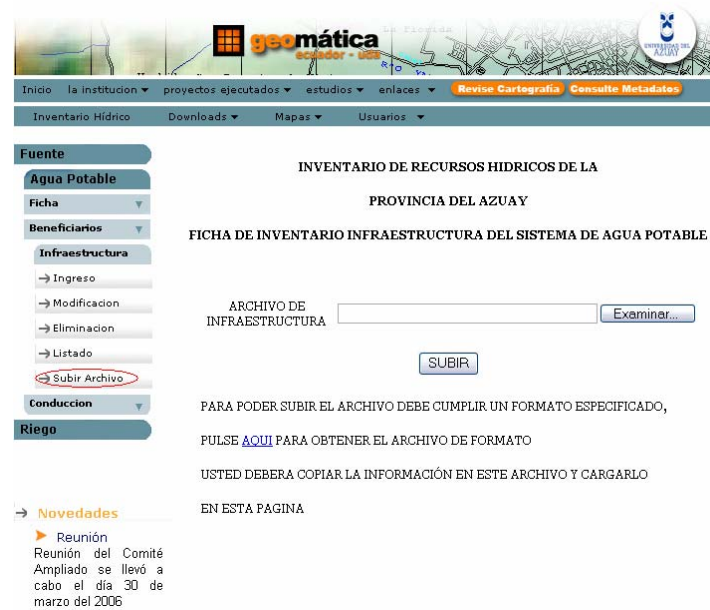 La Florida
geomática
ecuador - uda
UNIVERSIDAD DEL
AZUAY
Inicio la institucion proyectos ejecutados estudios enlaces Revise Cartografía Consulte Metadatos
Inventario Hídrico Downloads Mapas Usuarios
Fuente
Agua Potable
Ficha
Beneficiarios
Infraestructura
Ingreso
Modificacion
Eliminacion
Listado
Subir Archivo
Conduccion
Riego
Novedades
Reunión
Reunión del Comité
Ampliado se llevó a
cabo el día 30 de
marzo del 2006
INVENTARIO DE RECURSOS HIDRICOS DE LA
PROVINCIA DEL AZUAY
FICHA DE INVENTARIO INFRAESTRUCTURA DEL SISTEMA DE AGUA POTABLE
ARCHIVO DE
INFRAESTRUCTURA
Examinar...
SUBIR
PARA PODER SUBIR EL ARCHIVO DEBE CUMPLIR UN FORMATO ESPECIFICADO,
PULSE AQUI PARA OBTENER EL ARCHIVO DE FORMATO
USTED DEBERA COPIAR LA INFORMACIÓN EN ESTE ARCHIVO Y CARGARLO
EN ESTA PAGINA